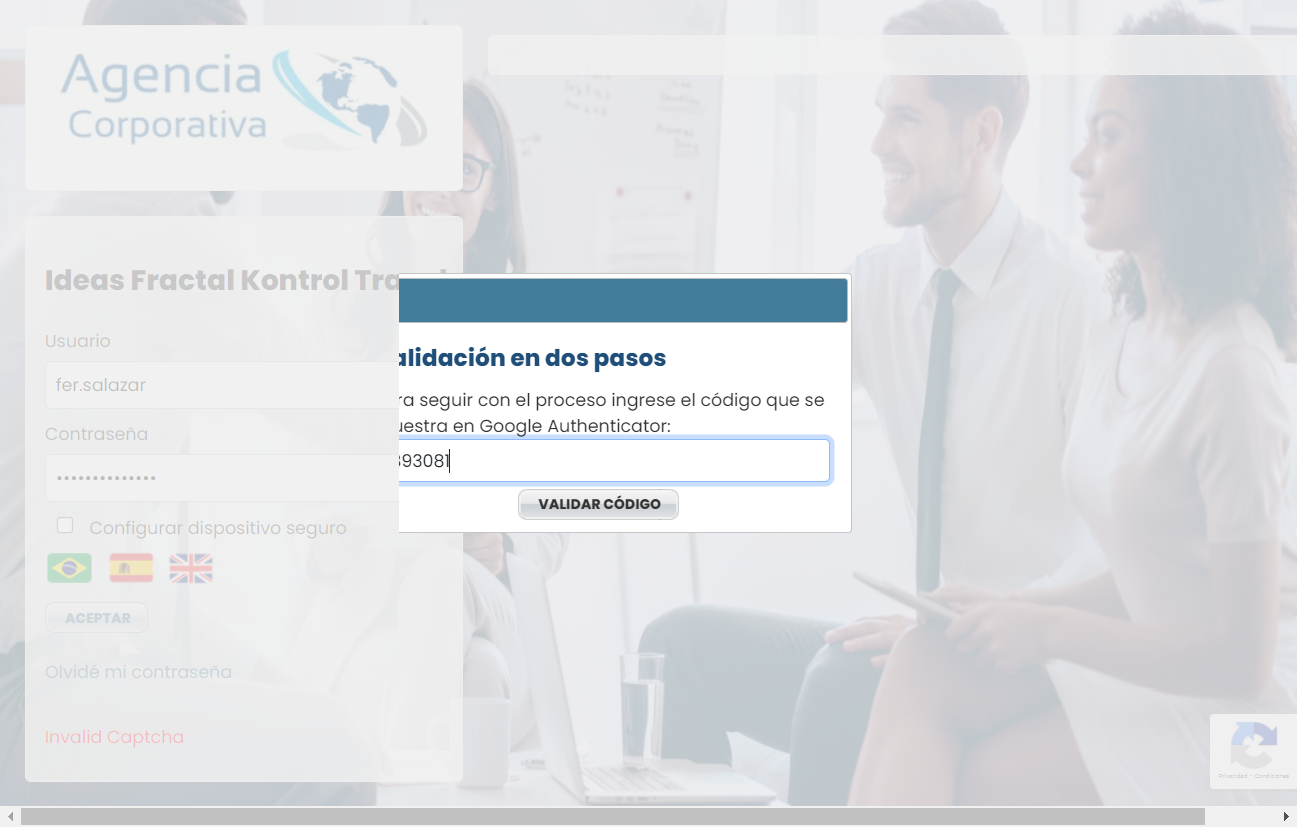 Agencia
Corporativa
Ideas Fractal Kontrol
Usuario
fer.salazar
Contraseña
••••••••••••••
Configurar dispositivo seguro
ACEPTAR
Olvidé mi contraseña
Invalid Captcha
alidación en dos pasos
ra seguir con el proceso ingrese el código que se
uestra en Google Authenticator:
393081
VALIDAR CÓDIGO
Privacidad - Condiciones